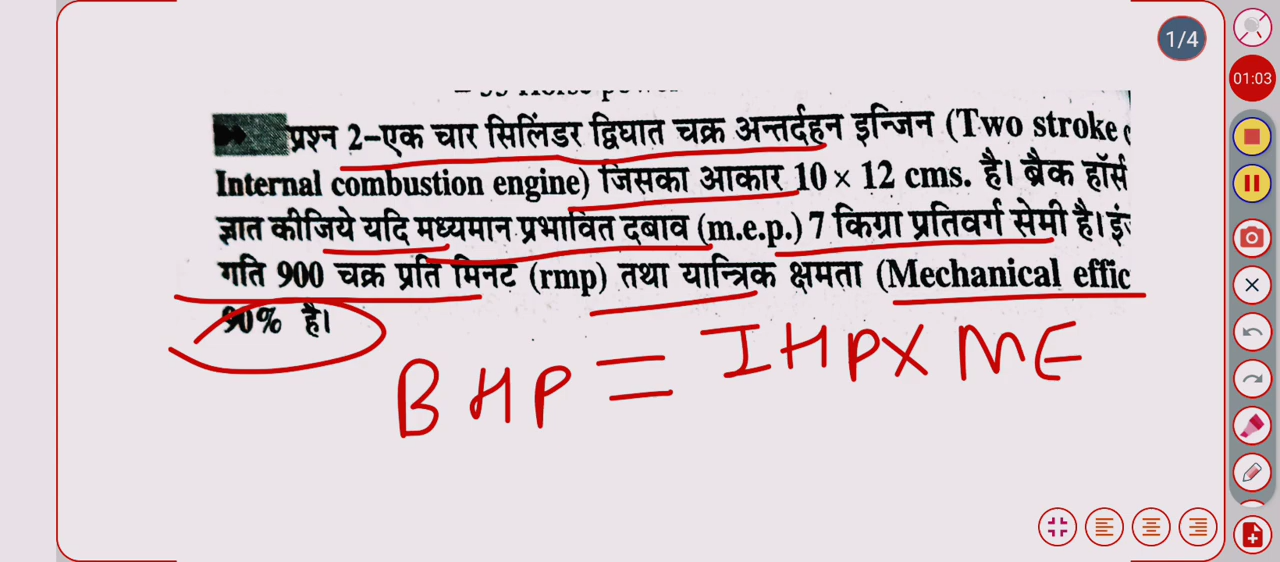 1/4
01:03
प्रश्न 2–एक चार सिलिंडर द्विघात चक्र अन्तर्दहन इन्जिन (Two stroke
Internal combustion engine) जिसका आकार 10 × 12 cms. है। ब्रैक हॉर्स
ज्ञात कीजिये यदि मध्यमान प्रभावित दबाव (m.e.p.) 7 किग्रा प्रतिवर्ग सेमी है।
गति 900 चक्र प्रति मिनट (rmp) तथा यान्त्रिक क्षमता (Mechanical effic
90% है।
BHP = IHP X ME